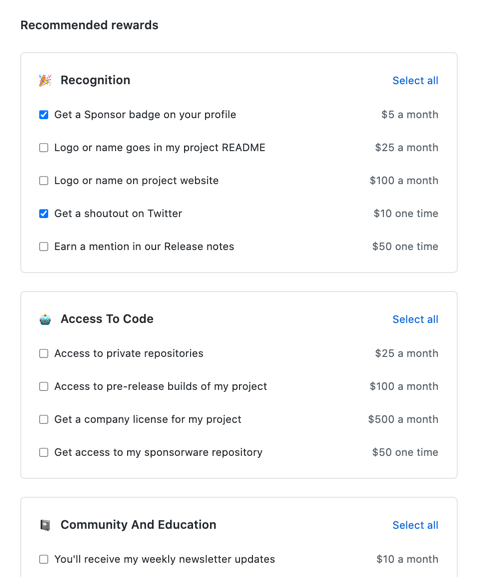 Recommended rewards
Recognition Select all
Get a Sponsor badge on your profile $5 a month
Logo or name goes in my project README $25 a month
Logo or name on project website $100 a month
Get a shoutout on Twitter $10 one time
Earn a mention in our Release notes $50 one time
Access To Code Select all
Access to private repositories $25 a month
Access to pre-release builds of my project $100 a month
Get a company license for my project $500 a month
Get access to my sponsorware repository $50 one time
Community And Education Select all
You'll receive my weekly newsletter updates $10 a month